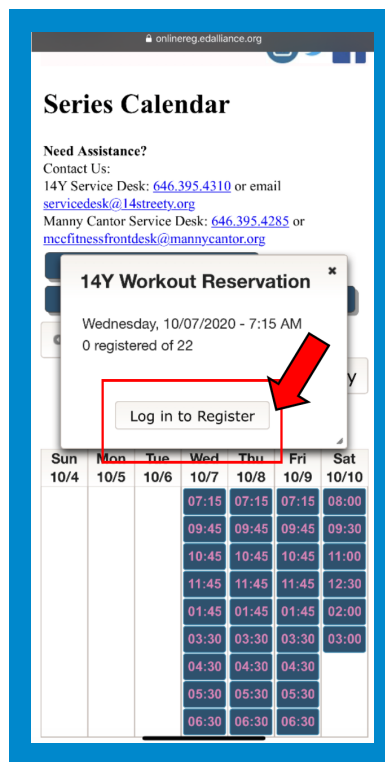 onlinereg.edalliance.org
Series Calendar
Need Assistance?
Contact Us:
14Y Service Desk: 646.395.4310 or email
servicedesk@14streety.org
Manny Cantor Service Desk: 646.395.4285 or
mccfitnessfrontdesk@mannycantor.org
14Y Workout Reservation
Wednesday, 10/07/2020 - 7:15 AM
0 registered of 22
y
Log in to Register
Sun Mon Tue Wed Thu Fri Sat
10/4 10/5 10/6 10/7 10/8 10/9 10/10
07:15 07:15 07:15 08:00
09:45 09:45 09:45 09:30
10:45 10:45 10:45 11:00
11:45 11:45 11:45 12:30
01:45 01:45 01:45 02:00
03:30 03:30 03:30 03:00
04:30 04:30 04:30
05:30 05:30 05:30
06:30 06:30 06:30